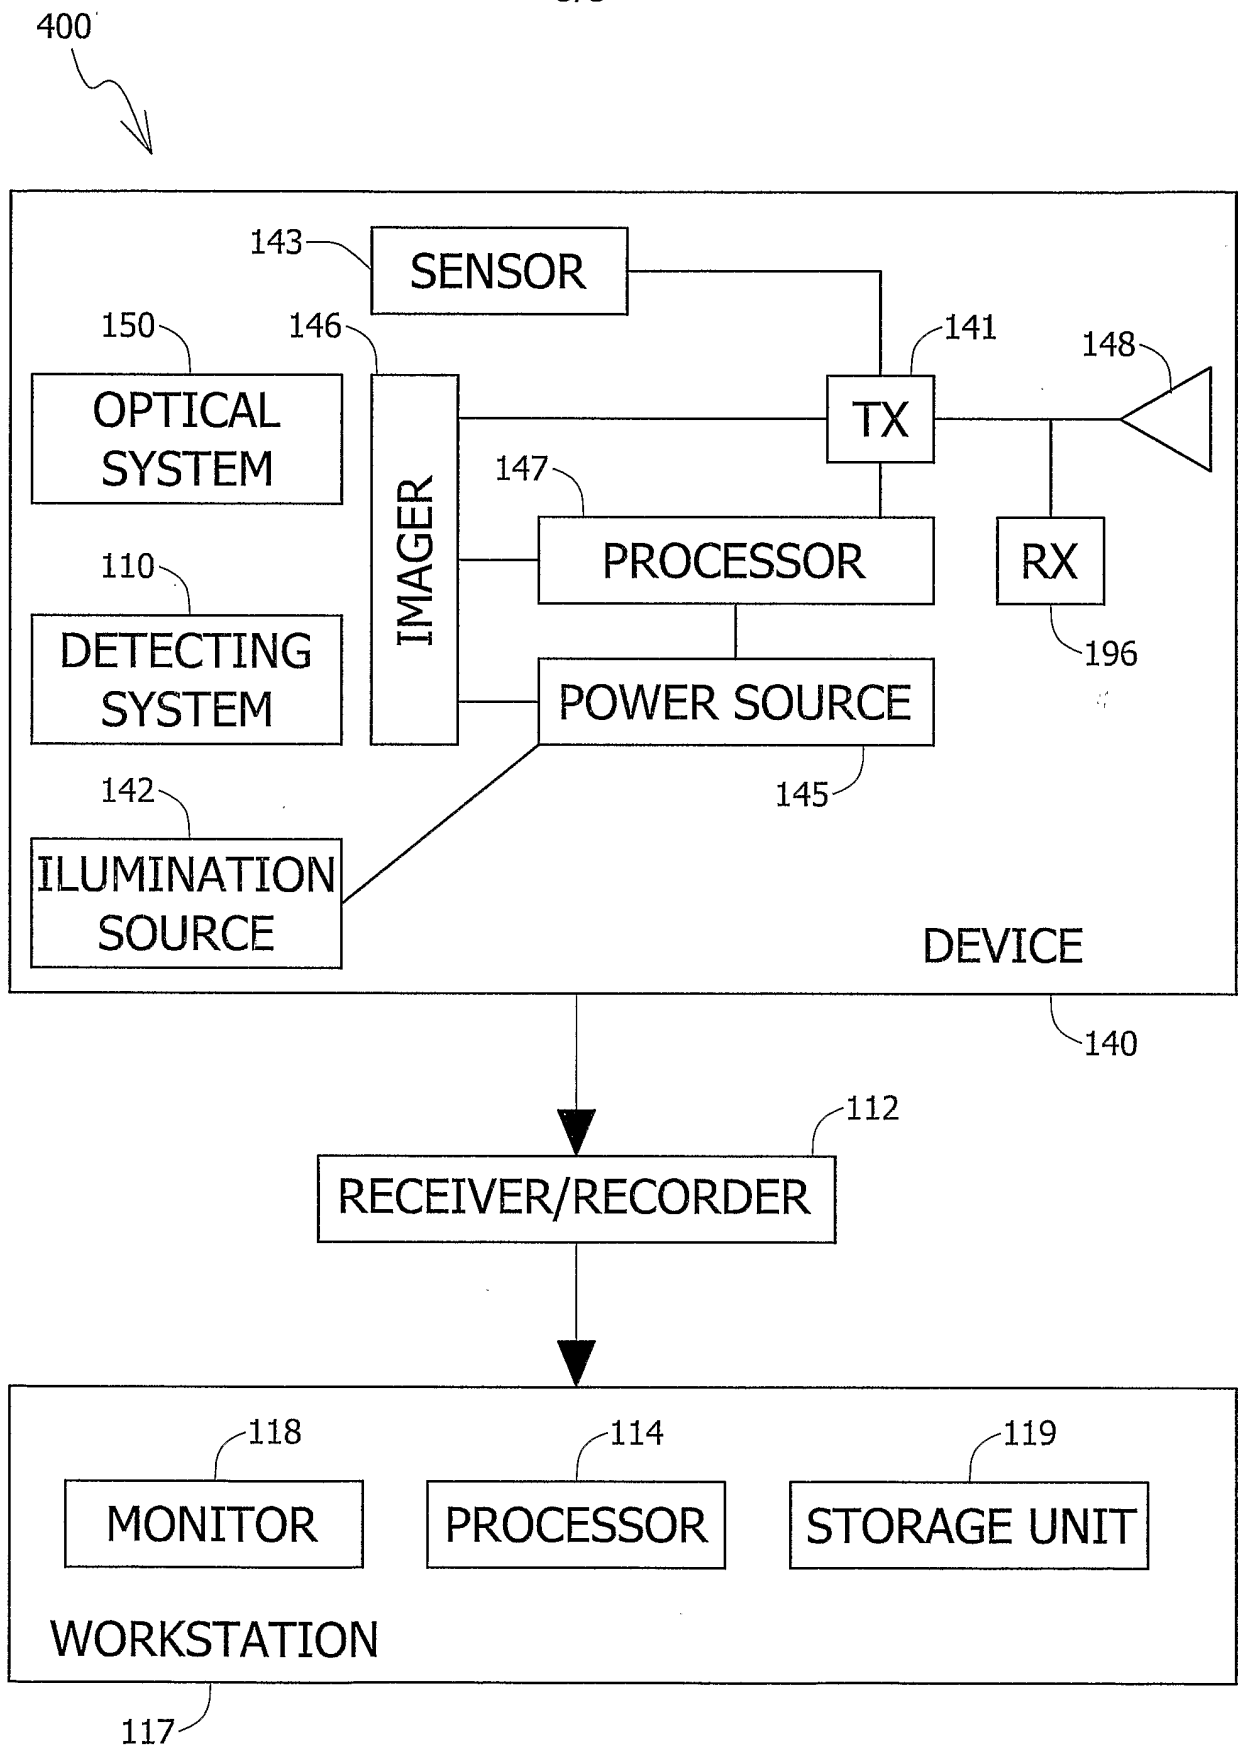 400
143
SENSOR
150
146
141
148
OPTICAL
SYSTEM
TX
147
IMAGER
PROCESSOR
RX
110
DETECTING
SYSTEM
196
POWER SOURCE
142
145
ILUMINATION
SOURCE
DEVICE
140
112
RECEIVER/RECORDER
118
114
119
MONITOR
PROCESSOR
STORAGE UNIT
WORKSTATION
117